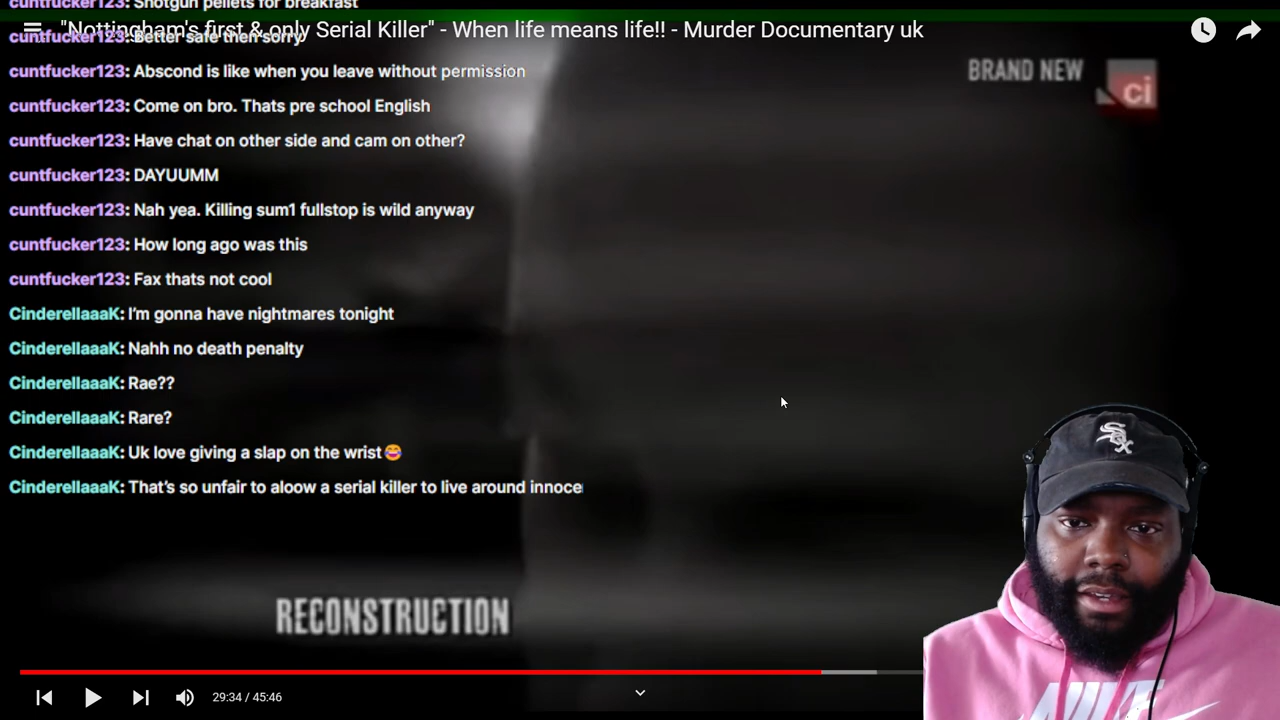 cuntfucker123: Shotgun pellets for breakfast
"Nottingham's first & only Serial Killer" - When life means life!! - Murder Documentary uk
cuntfucker123: Better safe then sorry
cuntfucker123: Abscond is like when you leave without permission
BRAND NEW
ci
cuntfucker123: Come on bro. Thats pre school English
cuntfucker123: Have chat on other side and cam on other?
cuntfucker123: DAYUUMM
cuntfucker123: Nah yea. Killing sum1 fullstop is wild anyway
cuntfucker123: How long ago was this
cuntfucker123: Fax thats not cool
CinderellaaaK: I'm gonna have nightmares tonight
CinderellaaaK: Nahh no death penalty
CinderellaaaK: Rae??
CinderellaaaK: Rare?
CinderellaaaK: Uk love giving a slap on the wrist😂
CinderellaaaK: That's so unfair to aloow a serial killer to live around innoce
Sox
RECONSTRUCTION
29:34 / 45:46
NIKE